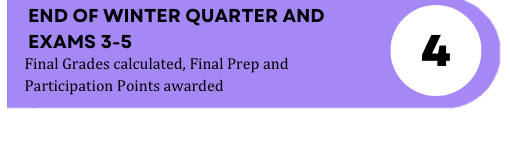 END OF WINTER QUARTER AND
EXAMS 3-5
Final Grades calculated, Final Prep and
Participation Points awarded
4